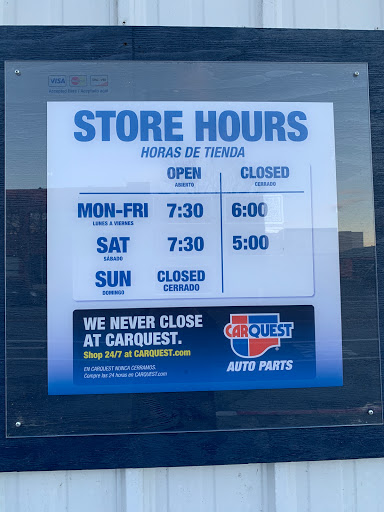 VISA
STORE HOURS
HORAS DE TIENDA
OPEN CLOSED
ABIERTO CERRADO
MON-FRI 7:30 6:00
LUNES A VIERNES
SAT 7:30 5:00
SÁBADO
SUN CLOSED
DOMINGO CERRADO
WE NEVER CLOSE
AT CARQUEST.
Shop 24/7 at CARQUEST.com
EN CARQUEST NUNCA CERRAMOS.
Compre las 24 horas en CARQUEST.com
CARQUEST
AUTO PARTS